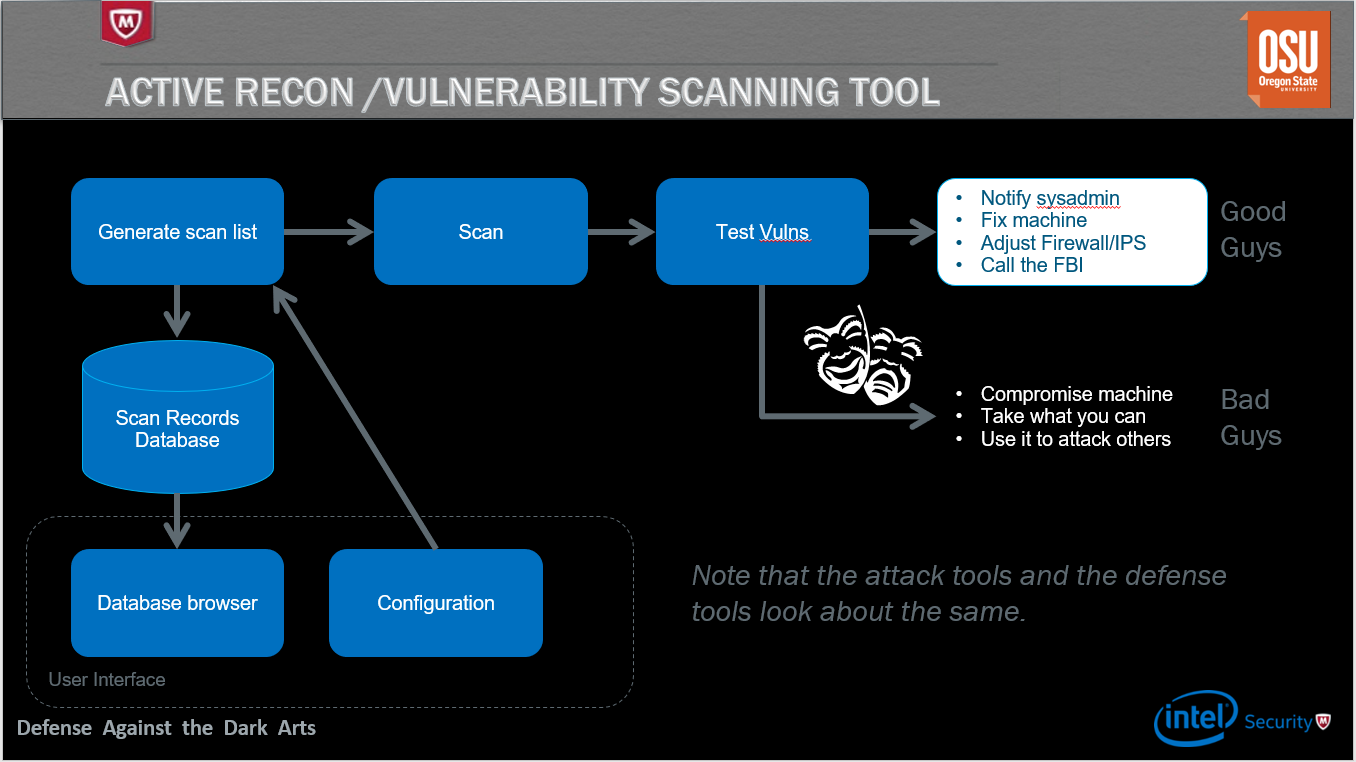 ACTIVE RECON /VULNERABILITY SCANNING TOOL
OSU
Oregon State
UNIVERSITY
Generate scan list
Scan
Test Vulns
• Notify sysadmin
• Fix machine
• Adjust Firewall/IPS
• Call the FBI
Good
Guys
Scan Records
Database
• Compromise machine
• Take what you can
• Use it to attack others
Bad
Guys
Database browser
Configuration
Note that the attack tools and the defense
tools look about the same.
User Interface
Defense Against the Dark Arts
intel Security